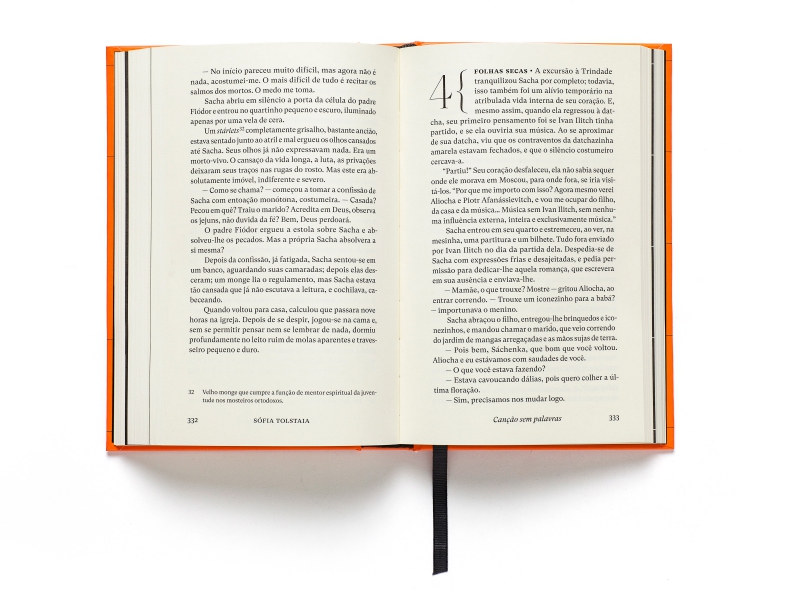 — No início pareceu muito difícil, mas agora não é
nada, acostumei-me. O mais difícil de tudo é recitar os
salmos dos mortos. O medo me toma.
Sacha abriu em silêncio a porta da célula do padre
Fiódor e entrou no quartinho pequeno e escuro, iluminado
apenas por uma vela de cera.
Um stáriets32 completamente grisalho, bastante ancião,
estava sentado junto ao atril e mal ergueu os olhos cansados
até Sacha. Seus olhos já não expressavam nada. Era um
morto-vivo. O cansaço da vida longa, a luta, as privações
deixaram seus traços nas rugas do rosto. Mas este era ab-
solutamente imóvel, indiferente e severo.
— Como se chama? — começou a tomar a confissão de
Sacha com entoação monótona, costumeira. — Casada?
Pecou em quê? Traiu o marido? Acredita em Deus, observa
os jejuns, não duvida da fé? Bem, Deus perdoará.
O padre Fiódor ergueu a estola sobre Sacha e ab-
solveu-lhe os pecados. Mas a própria Sacha absolvera a
si mesma?
Depois da confissão, já fatigada, Sacha sentou-se em
um banco, aguardando suas camaradas; depois elas des-
ceram; um monge lia o regulamento, mas Sacha estava
tão cansada que já não escutava a leitura, e cochilava, ca-
beceando.
Quando voltou para casa, calculou que passara nove
horas na igreja. Depois de se despir, jogou-se na cama e,
sem se permitir pensar nem se lembrar de nada, dormiu
profundamente no leito ruim de molas aparentes e traves-
seiro pequeno e duro.
32 Velho monge que cumpre a função de mentor espiritual da juven-
tude nos mosteiros ortodoxos.
332 SÓFIA TOLSTAIA
4{ FOLHAS SECAS • A excursão à Trindade
tranquilizou Sacha por completo; todavia,
isso também foi um alívio temporário na
atribulada vida interna de seu coração. E,
mesmo assim, quando ela regressou à dat-
cha, seu primeiro pensamento foi se Ivan Ilitch tinha
partido, e se ela ouviria sua música. Ao se aproximar
de sua datcha, viu que os contraventos da datchazinha
amarela estavam fechados, e que o silêncio costumeiro
cercava-a.
“Partiu!” Seu coração desfaleceu, ela não sabia sequer
onde ele morava em Moscou, para onde fora, se iria visi-
tá-los. “Por que me importo com isso? Agora mesmo verei
Aliocha e Piotr Afanássievitch, e vou me ocupar do filho,
da casa e da música... Música sem Ivan Ilitch, sem nenhu-
ma influência externa, inteira e exclusivamente música.”
Sacha entrou em seu quarto e estremeceu, ao ver, na
mesinha, uma partitura e um bilhete. Tudo fora enviado
por Ivan Ilitch no dia da partida dela. Despedia-se de
Sacha com expressões frias e desajeitadas, e pedia per-
missão para dedicar-lhe aquela romança, que escrevera
em sua ausência e enviava-lhe.
— Mamãe, o que trouxe? Mostre — gritou Aliocha, ao
entrar correndo. — Trouxe um iconezinho para a babá?
— importunava o menino.
Sacha abraçou o filho, entregou-lhe brinquedos e ico-
nezinhos, e mandou chamar o marido, que veio correndo
do jardim de mangas arregaçadas e as mãos sujas de terra.
— Pois bem, Sáchenka, que bom que você voltou.
Aliocha e eu estávamos com saudades de você.
— O que você estava fazendo?
— Estava cavoucando dálias, pois quero colher a úl-
tima floração.
— Sim, precisamos nos mudar logo.
Canção sem palavras 333